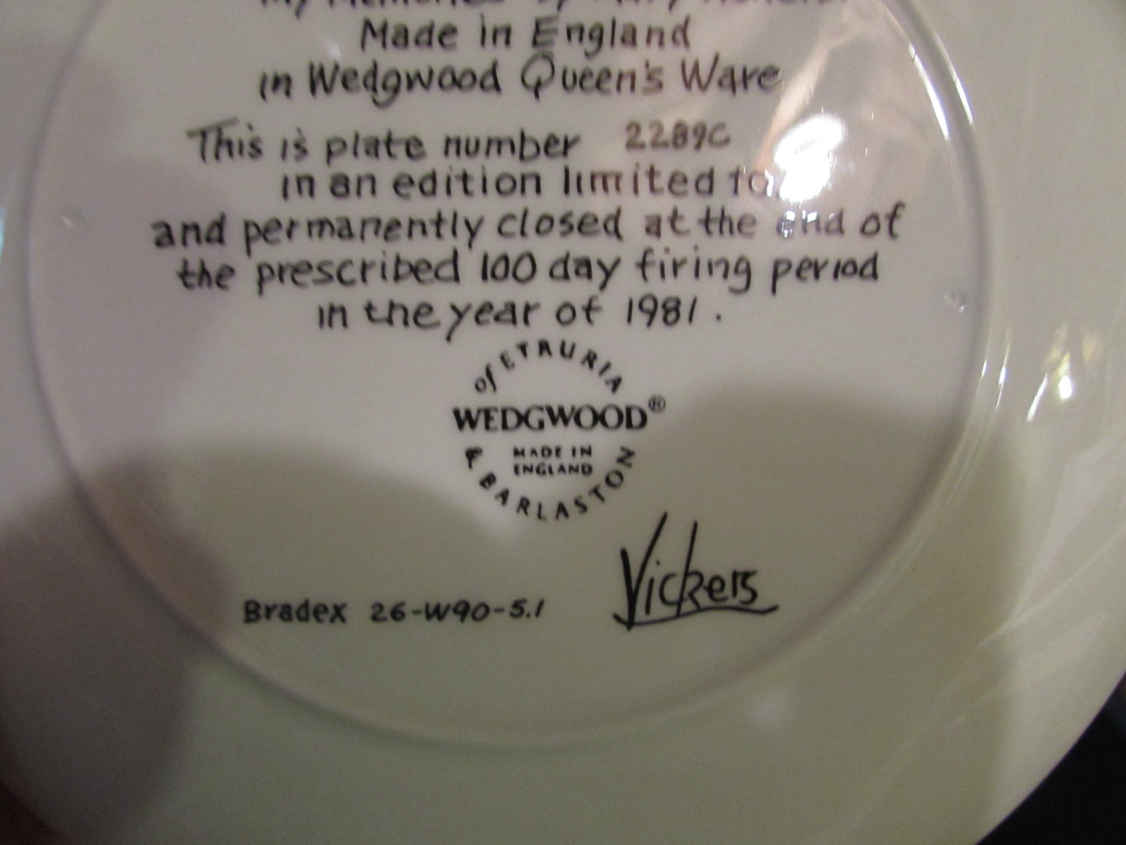 Made in England
in Wedgwood Queen's Ware
This is plate number 2289C
in an edition limited to
and permanently closed at the end of
the prescribed 100 day firing period
in the year of 1981.
of ETRURIA
WEDGWOOD®
MADE IN
ENGLAND
& BARLASTON
Vickers
Bradex 26-W90-5.1